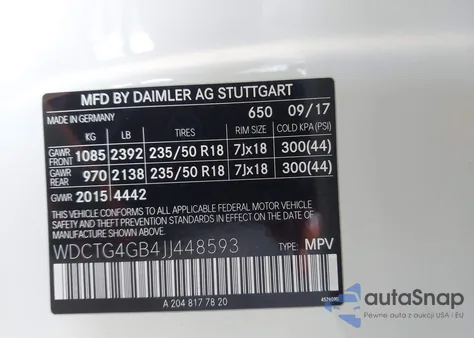 MFD BY DAIMLER AG STUTTGART
MADE IN GERMANY 650 09/17
KG LB TIRES RIM SIZE COLD KPA (PSI)
GAWR FRONT 1085 2392 235/50 R18 7Jx18 300(44)
GAWR REAR 970 2138 235/50 R18 7Jx18 300(44)
GVWR 2015 4442
THIS VEHICLE CONFORMS TO ALL APPLICABLE FEDERAL MOTOR VEHICLE
SAFETY, BUMPER, AND THEFT PREVENTION STANDARDS IN EFFECT ON THE
DATE OF MANUFACTURE SHOWN ABOVE.
WDCTG4GB4JJ448593 TYPE: MPV
A 204 817 78 20
autoSnap
Pewne auta z aukcji USA i EU